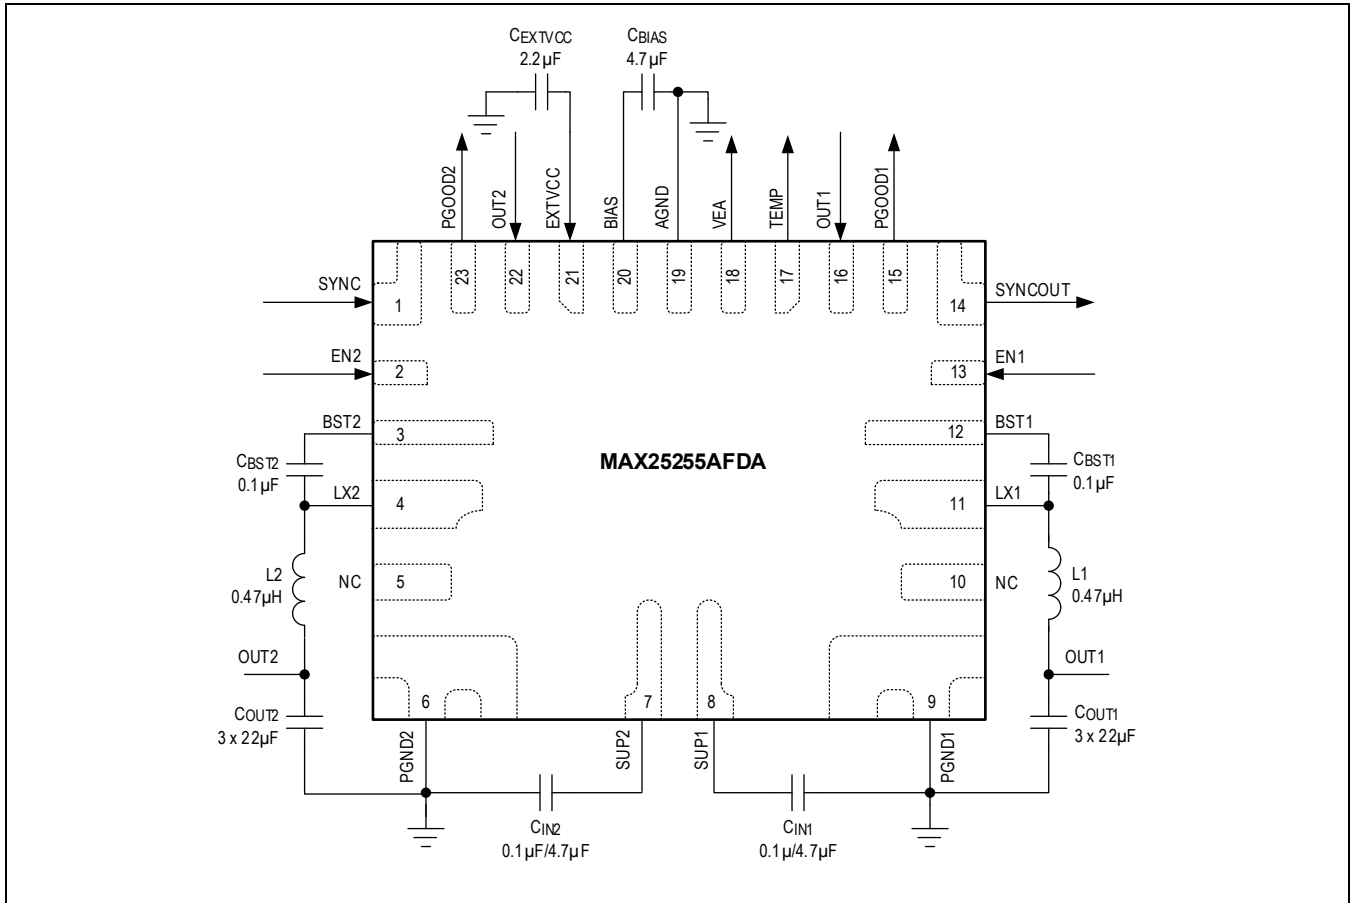 CEXTVCC
2.2µF
CBIAS
4.7µF
PGOOD2
OUT2
EXTVCC
BIAS
AGND
VEA
TEMP
OUT1
PGOOD1
23
22
21
20
19
18
17
16
15
SYNC
1
14
SYNCOUT
EN2
2
13
EN1
BST2
3
12
BST1
CBST2
0.1µF
MAX25255AFDA
CBST1
0.1µF
LX2
4
11
LX1
L2
0.47µH
NC
5
10
NC
L1
0.47µH
OUT2
OUT1
COUT2
3 x 22µF
6
7
8
9
COUT1
3 x 22µF
PGND2
SUP2
SUP1
PGND1
CIN2
0.1µF/4.7µF
CIN1
0.1µ/4.7µF